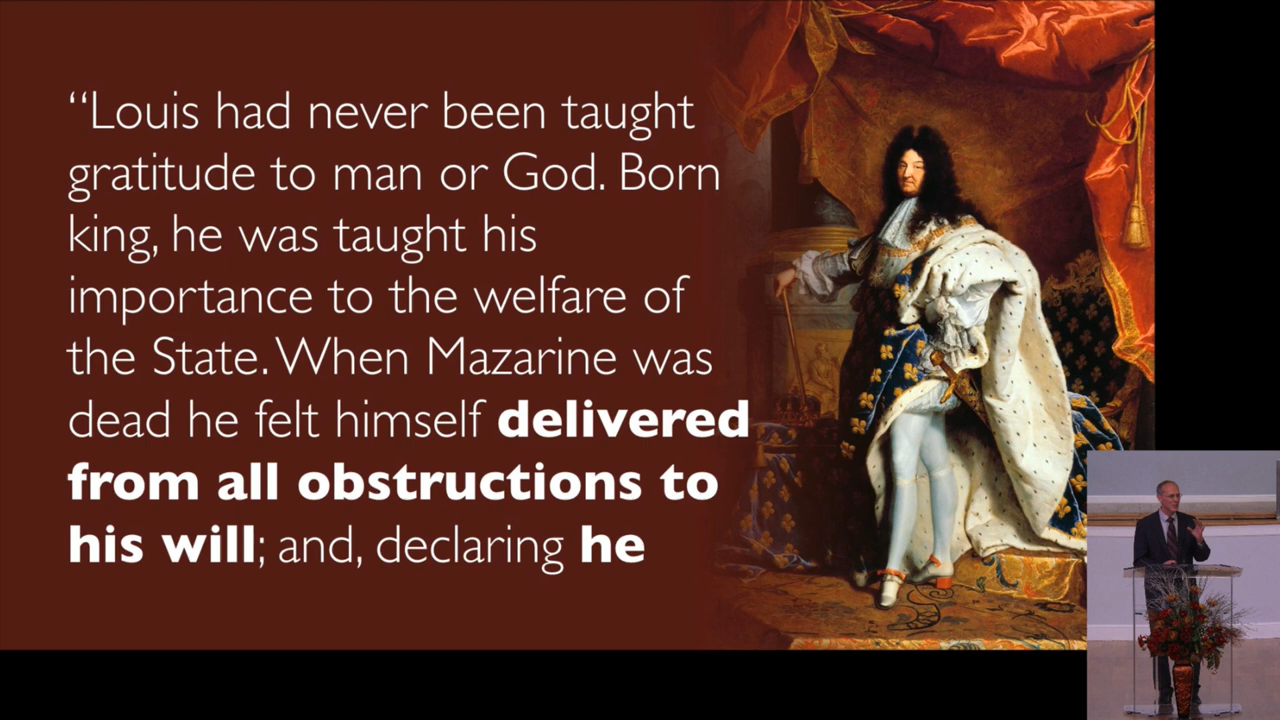 “Louis had never been taught
gratitude to man or God. Born
king, he was taught his
importance to the welfare of
the State. When Mazarine was
dead he felt himself delivered
from all obstructions to
his will; and, declaring he